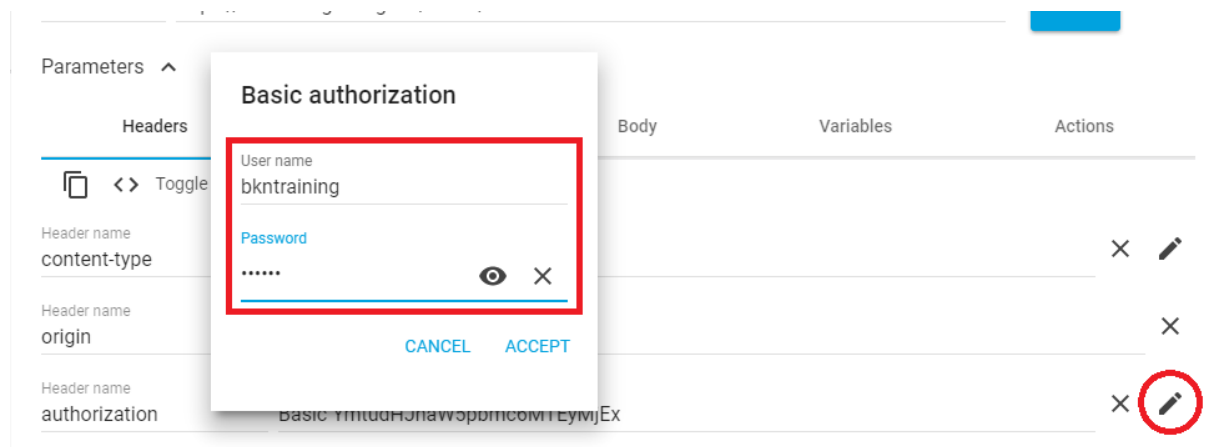 Parameters
Basic authorization
Headers
Body
Variables
Actions
User name
bkntraining
Toggle
Password
••••••
Header name
content-type
Header name
origin
CANCEL ACCEPT
Header name
authorization
Basic